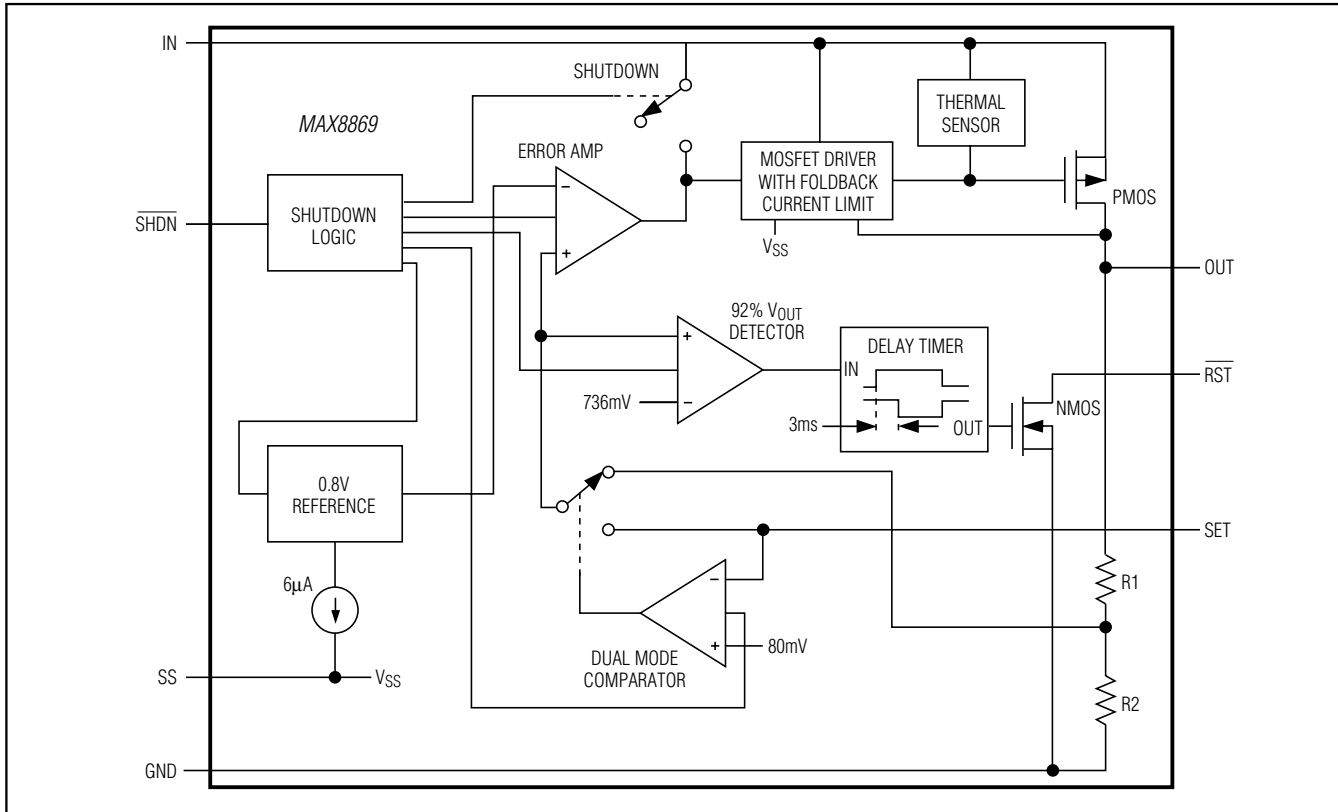 IN
SHUTDOWN
MAX8869
THERMAL
SENSOR
ERROR AMP
MOSFET DRIVER
WITH FOLDBACK
CURRENT LIMIT
−
PMOS
SHDN
SHUTDOWN
LOGIC
VSS
+
OUT
92% VOUT
DETECTOR
DELAY TIMER
+
IN
RST
736mV
−
NMOS
3ms
OUT
0.8V
REFERENCE
SET
−
R1
6µA
+
80mV
DUAL MODE
COMPARATOR
SS
VSS
R2
GND